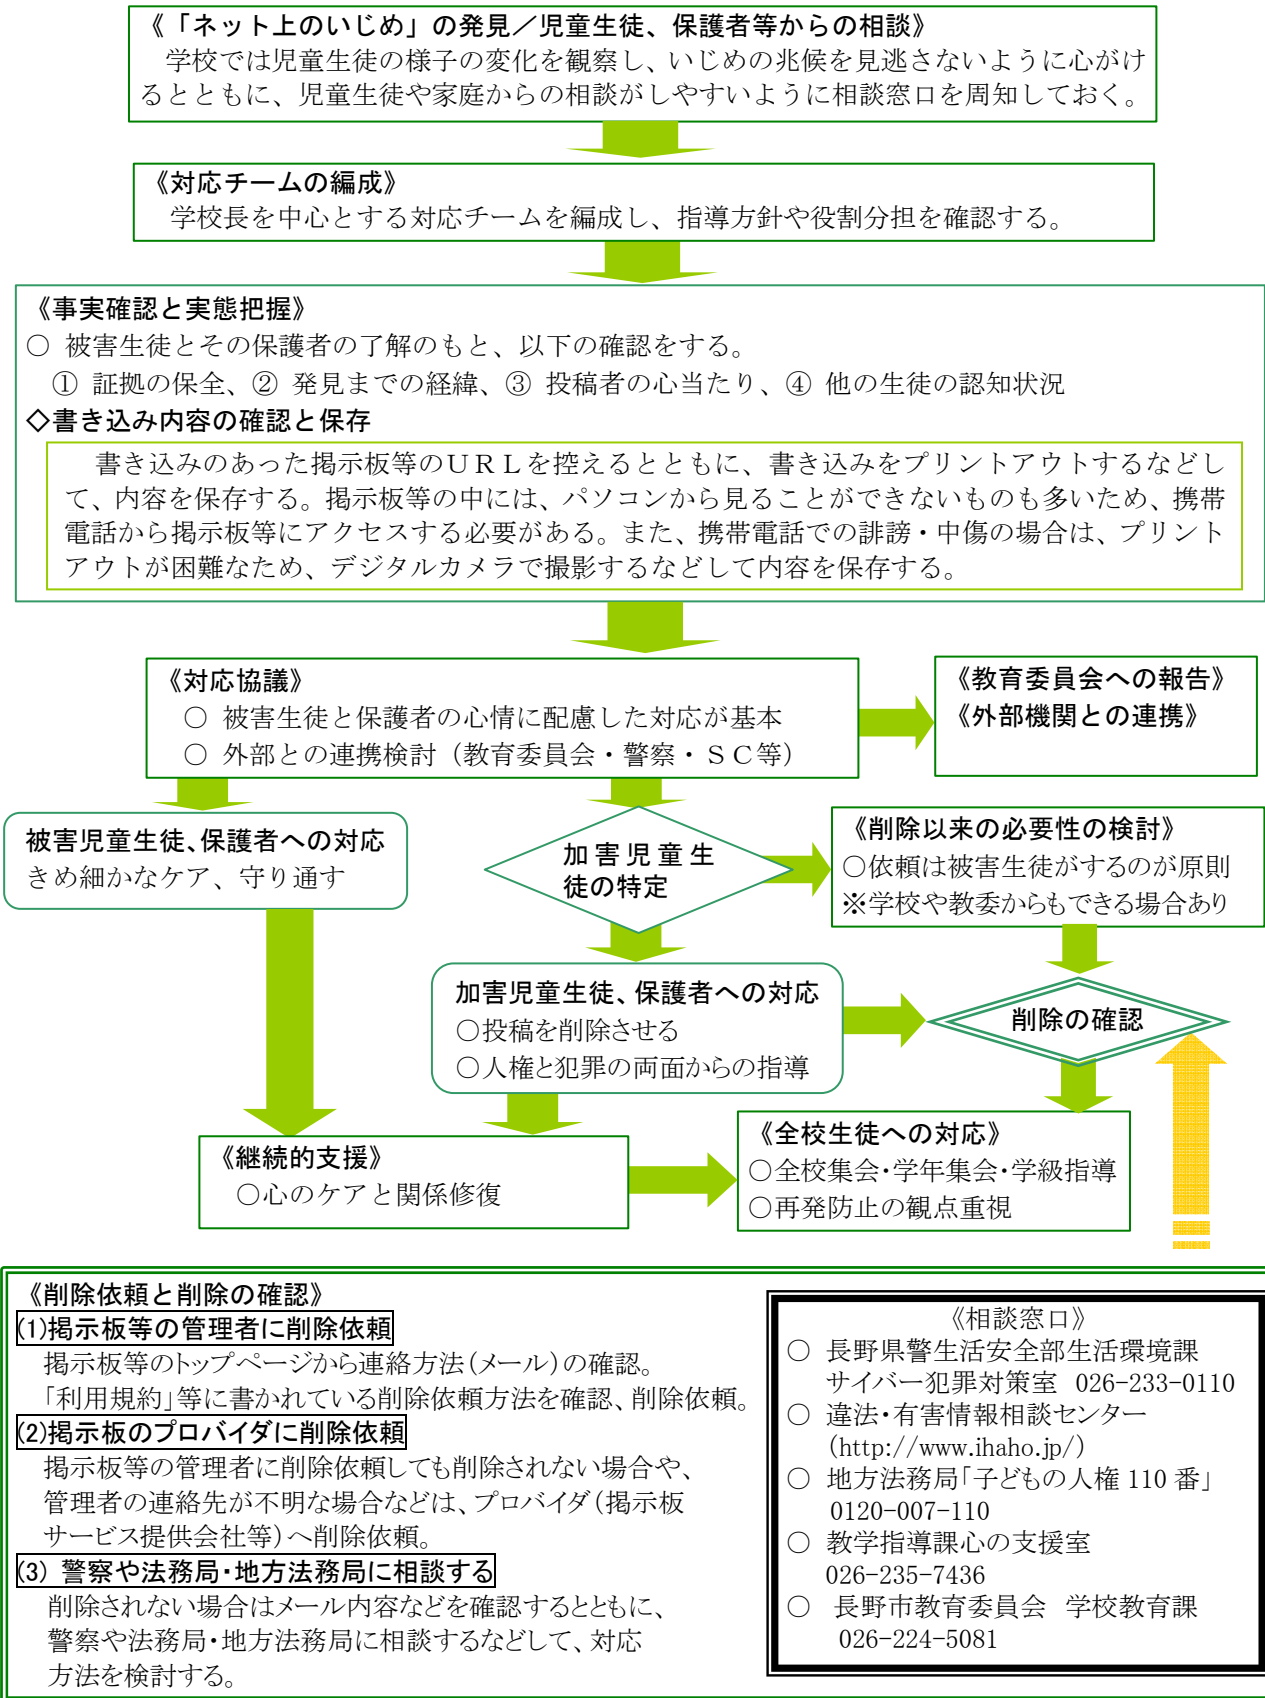 《「ネット上のいじめ」の発見／児童生徒、保護者等からの相談》
学校では児童生徒の様子の変化を観察し、いじめの兆候を見逃さないように心がけ
るとともに、児童生徒や家庭からの相談がしやすいように相談窓口を周知しておく。
《対応チームの編成》
学校長を中心とする対応チームを編成し、指導方針や役割分担を確認する。
《事実確認と実態把握》
○ 被害生徒とその保護者の了解のもと、以下の確認をする。
① 証拠の保全、② 発見までの経緯、③ 投稿者の心当たり、④ 他の生徒の認知状況
◇書き込み内容の確認と保存
書き込みのあった掲示板等のＵＲＬを控えるとともに、書き込みをプリントアウトするなどし
て、内容を保存する。掲示板等の中には、パソコンから見ることができないものも多いため、携帯
電話から掲示板等にアクセスする必要がある。また、携帯電話での誹謗・中傷の場合は、プリント
アウトが困難なため、デジタルカメラで撮影するなどして内容を保存する。
《対応協議》
○ 被害生徒と保護者の心情に配慮した対応が基本
○ 外部との連携検討（教育委員会・警察・ＳＣ等）
《教育委員会への報告》
《外部機関との連携》
被害児童生徒、保護者への対応
きめ細かなケア、守り通す
加害児童生
徒の特定
《削除以来の必要性の検討》
○依頼は被害生徒がするのが原則
※学校や教委からもできる場合あり
加害児童生徒、保護者への対応
○投稿を削除させる
○人権と犯罪の両面からの指導
削除の確認
《継続的支援》
○心のケアと関係修復
《全校生徒への対応》
○全校集会・学年集会・学級指導
○再発防止の観点重視
《削除依頼と削除の確認》
(1)掲示板等の管理者に削除依頼
掲示板等のトップページから連絡方法（メール）の確認。
「利用規約」等に書かれている削除依頼方法を確認、削除依頼。
(2)掲示板のプロバイダに削除依頼
掲示板等の管理者に削除依頼しても削除されない場合や、
管理者の連絡先が不明な場合などは、プロバイダ（掲示板
サービス提供会社等）へ削除依頼。
(3) 警察や法務局・地方法務局に相談する
削除されない場合はメール内容などを確認するとともに、
警察や法務局・地方法務局に相談するなどして、対応
方法を検討する。
《相談窓口》
○ 長野県警生活安全部生活環境課
サイバー犯罪対策室 026-233-0110
○ 違法・有害情報相談センター
(http://www.ihaho.jp/)
○ 地方法務局「子どもの人権 110 番」
0120-007-110
○ 教学指導課心の支援室
026-235-7436
○ 長野市教育委員会 学校教育課
026-224-5081